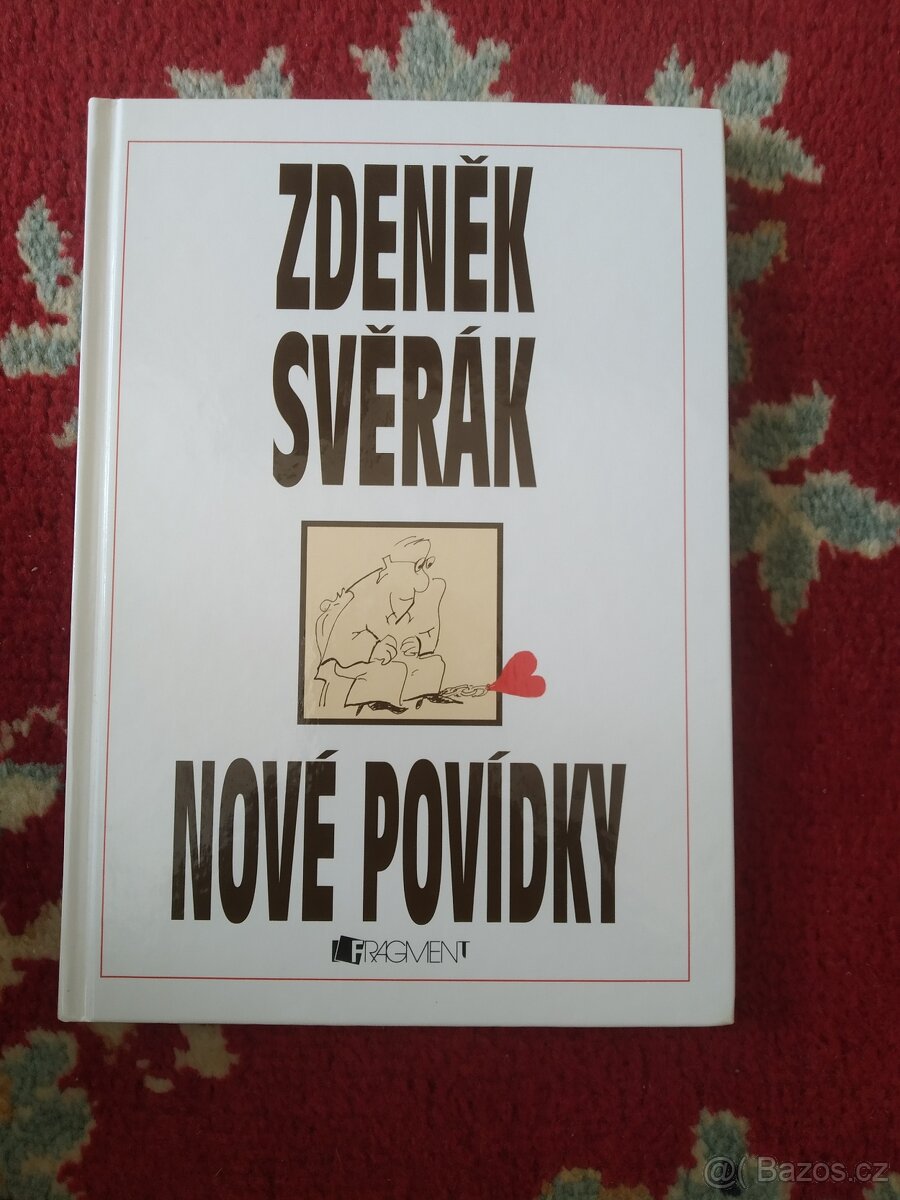 ZDENĚK
SVĚRÁK
NOVÉ POVÍDKY
FRAGMENT
@( Bazos.cz